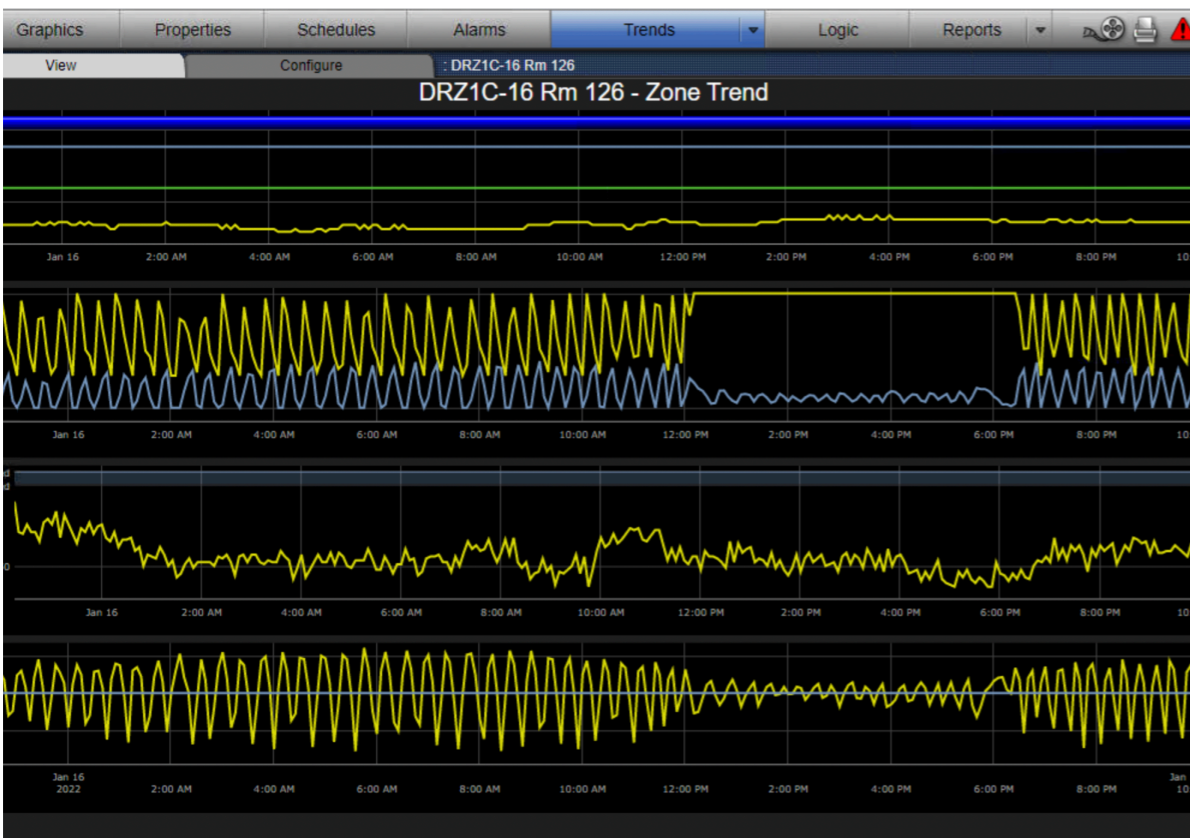 Graphics Properties Schedules Alarms Trends Logic Reports
View Configure : DRZ1C-16 Rm 126
DRZ1C-16 Rm 126 - Zone Trend
Jan 16 2:00 AM 4:00 AM 6:00 AM 8:00 AM 10:00 AM 12:00 PM 2:00 PM 4:00 PM 6:00 PM 8:00 PM 10
Jan 16 2:00 AM 4:00 AM 6:00 AM 8:00 AM 10:00 AM 12:00 PM 2:00 PM 4:00 PM 6:00 PM 8:00 PM 10
d
d
0
Jan 16 2:00 AM 4:00 AM 6:00 AM 8:00 AM 10:00 AM 12:00 PM 2:00 PM 4:00 PM 6:00 PM 8:00 PM 10
Jan 16 Jan
2022 2:00 AM 4:00 AM 6:00 AM 8:00 AM 10:00 AM 12:00 PM 2:00 PM 4:00 PM 6:00 PM 8:00 PM 10